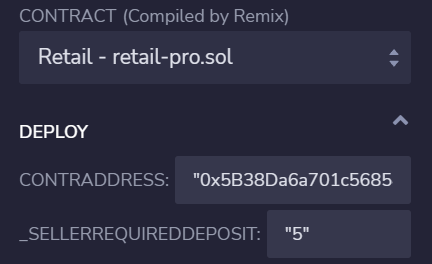 CONTRACT (Compiled by Remix)
Retail - retail-pro.sol
DEPLOY
CONTRADDRESS: "0x5B38Da6a701c5685
_SELLERREQUIREDDEPOSIT: "5"